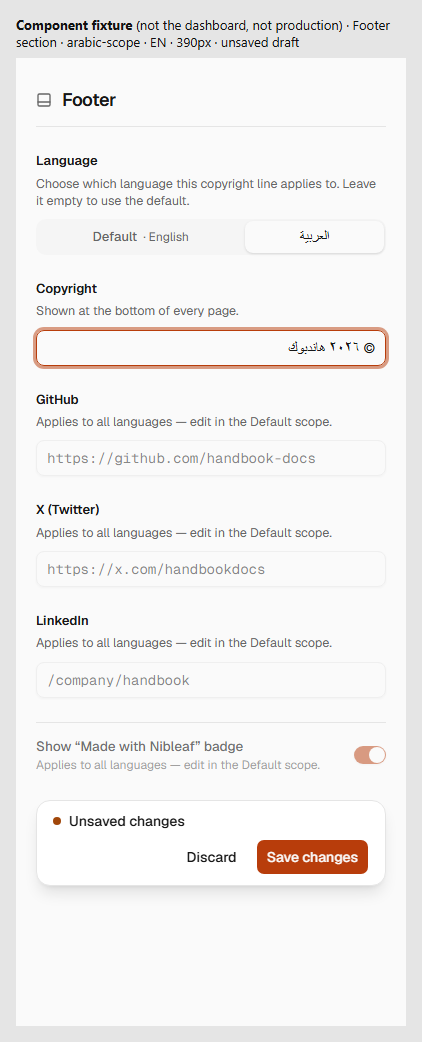 Component fixture (not the dashboard, not production) · Footer
section · arabic-scope · EN · 390px · unsaved draft
Footer
Language
Choose which language this copyright line applies to. Leave
it empty to use the default.
Default · English
العربية
Copyright
Shown at the bottom of every page.
© ٢٠٢٦ هاندبوك
GitHub
Applies to all languages — edit in the Default scope.
https://github.com/handbook-docs
X (Twitter)
Applies to all languages — edit in the Default scope.
https://x.com/handbookdocs
LinkedIn
Applies to all languages — edit in the Default scope.
/company/handbook
Show “Made with Nibleaf” badge
Applies to all languages — edit in the Default scope.
Unsaved changes
Discard
Save changes